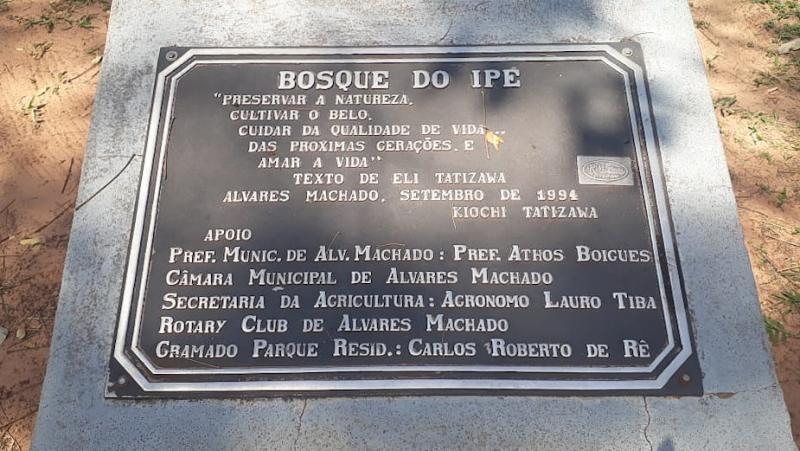 BOSQUE DO IPÊ
"PRESERVAR A NATUREZA,
CULTIVAR O BELO,
CUIDAR DA QUALIDADE DE VIDA...
DAS PROXIMAS GERAÇÕES, E
AMAR A VIDA"
TEXTO DE ELI TATIZAWA
ALVARES MACHADO, SETEMBRO DE 1994
KIOCHI TATIZAWA
APOIO
PREF. MUNIC. DE ALV. MACHADO: PREF. ATHOS BOIGUES
CÂMARA MUNICIPAL DE ALVARES MACHADO
SECRETARIA DA AGRICULTURA: AGRONOMO LAURO TIBA
ROTARY CLUB DE ALVARES MACHADO
GRAMADO PARQUE RESID.: CARLOS ROBERTO DE RÊ